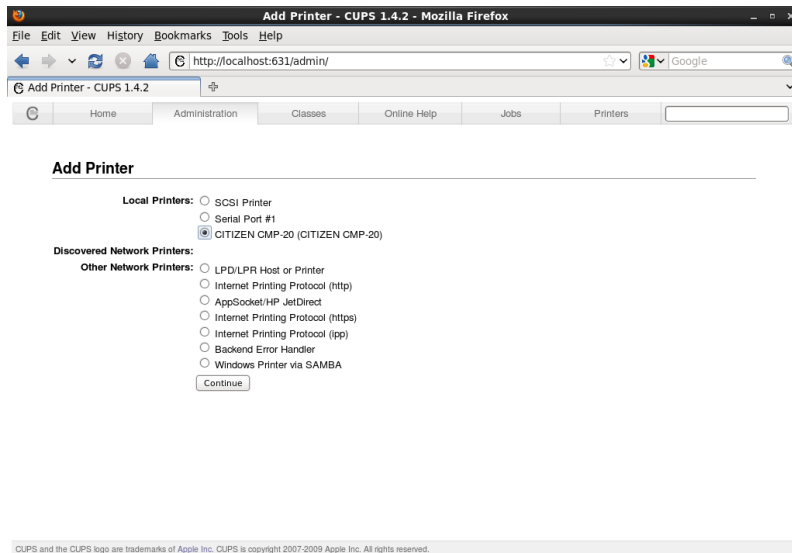 Add Printer - CUPS 1.4.2 - Mozilla Firefox
File Edit View History Bookmarks Tools Help
http://localhost:631/admin/
Google
Add Printer - CUPS 1.4.2
Home Administration Classes Online Help Jobs Printers
Add Printer
Local Printers: SCSI Printer
Serial Port #1
CITIZEN CMP-20 (CITIZEN CMP-20)
Discovered Network Printers:
Other Network Printers: LPD/LPR Host or Printer
Internet Printing Protocol (http)
AppSocket/HP JetDirect
Internet Printing Protocol (https)
Internet Printing Protocol (ipp)
Backend Error Handler
Windows Printer via SAMBA
Continue
CUPS and the CUPS logo are trademarks of Apple Inc. CUPS is copyright 2007-2009 Apple Inc. All rights reserved.